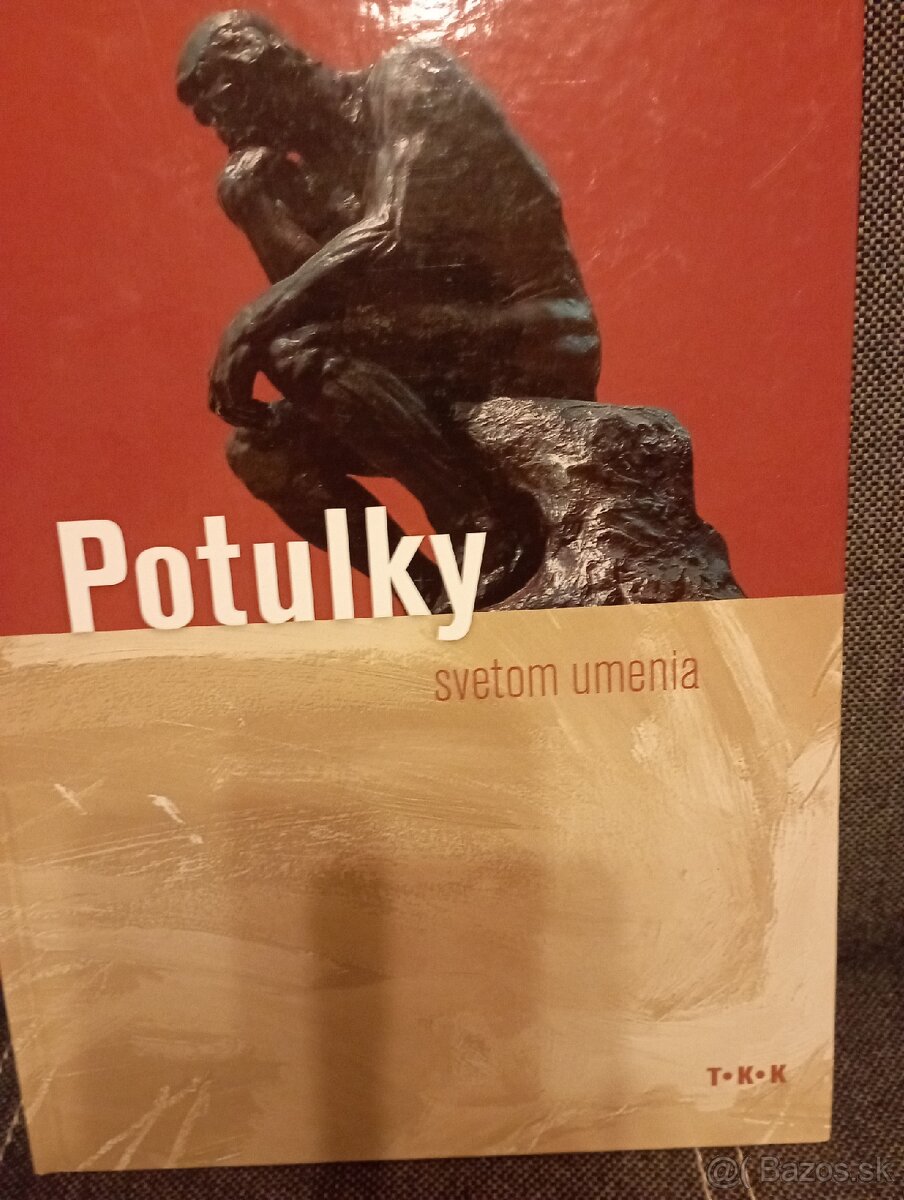 Potulky
svetom umenia
T•K•K
@( Bazos.sk